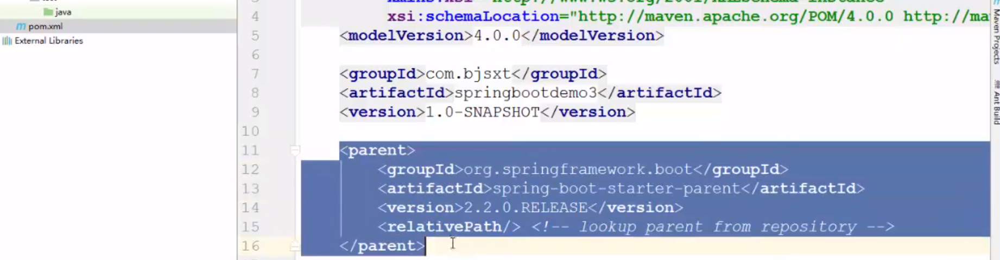 java
pom.xml
External Libraries
4 xsi:schemaLocation="http://maven.apache.org/POM/4.0.0 http://ma
5 <modelVersion>4.0.0</modelVersion>
6
7 <groupId>com.bjsxt</groupId>
8 <artifactId>springbootdemo3</artifactId>
9 <version>1.0-SNAPSHOT</version>
10
11 <parent>
12 <groupId>org.springframework.boot</groupId>
13 <artifactId>spring-boot-starter-parent</artifactId>
14 <version>2.2.0.RELEASE</version>
15 <relativePath/> <!-- lookup parent from repository -->
16 </parent>
Maven Projects
Ant Build